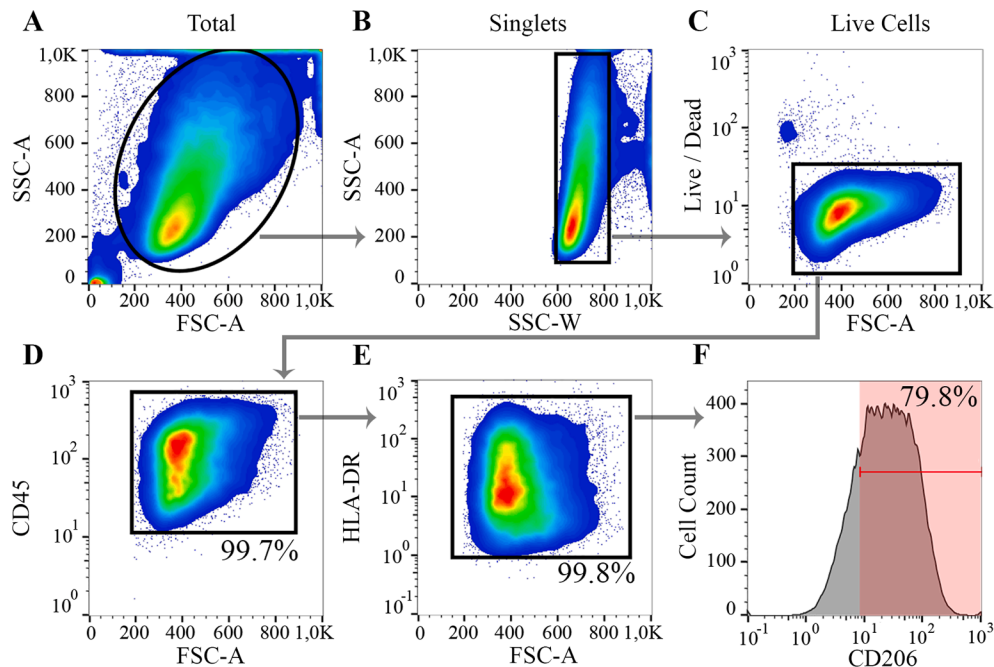 A Total
B Singlets
C Live Cells
SSC-A
1,0K
800
600
400
200
0
0 200 400 600 800 1,0K
FSC-A
SSC-A
1,0K
800
600
400
200
0
0 200 400 600 800 1,0K
SSC-W
Live / Dead
10³
10²
10¹
10⁰
0 200 400 600 800 1,0K
FSC-A
D
E
F
CD45
10³
10²
10¹
10⁰
99.7%
0 200 400 600 800 1,0K
FSC-A
HLA-DR
10³
10²
10¹
10⁰
10⁻¹
99.8%
0 200 400 600 800 1,0K
FSC-A
Cell Count
400
300
400
100
0
79.8%
10⁻¹ 10⁰ 10¹ 10² 10³
CD206